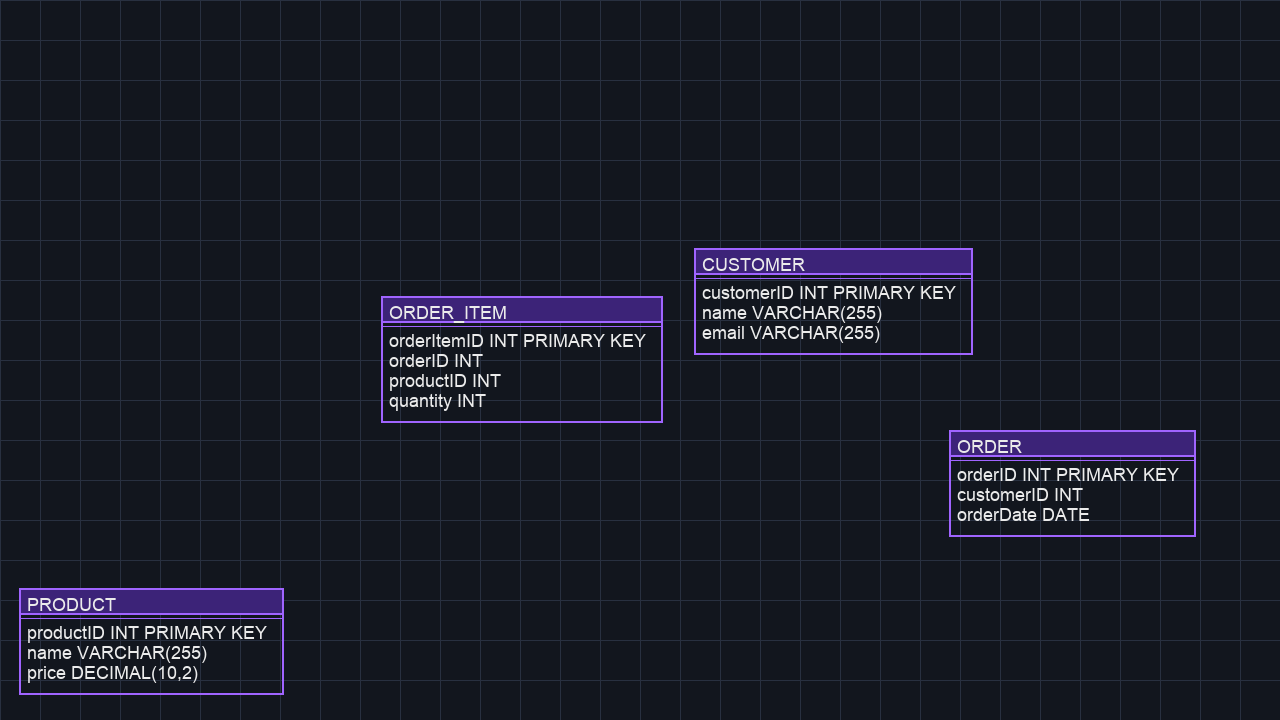 CUSTOMER
customerID INT PRIMARY KEY
name VARCHAR(255)
email VARCHAR(255)
ORDER_ITEM
orderItemID INT PRIMARY KEY
orderID INT
productID INT
quantity INT
ORDER
orderID INT PRIMARY KEY
customerID INT
orderDate DATE
PRODUCT
productID INT PRIMARY KEY
name VARCHAR(255)
price DECIMAL(10,2)